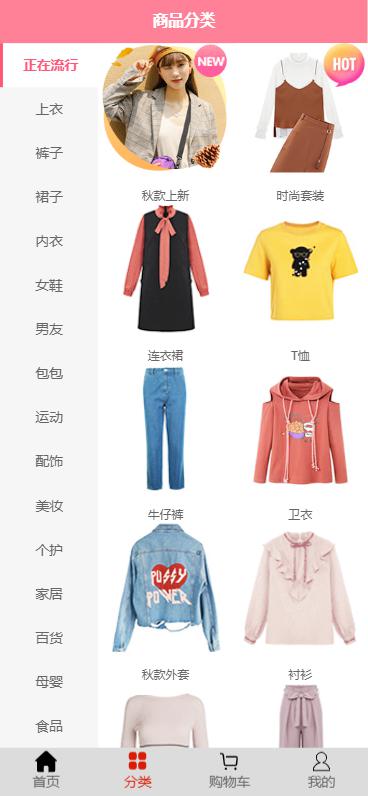 商品分类
正在流行
上衣
裤子
裙子
内衣
女鞋
男友
包包
运动
配饰
美妆
个护
家居
百货
母婴
食品
NEW
HOT
秋款上新
时尚套装
连衣裙
T恤
牛仔裤
卫衣
PUSSY
POWER
秋款外套
衬衫
首页
分类
购物车
我的